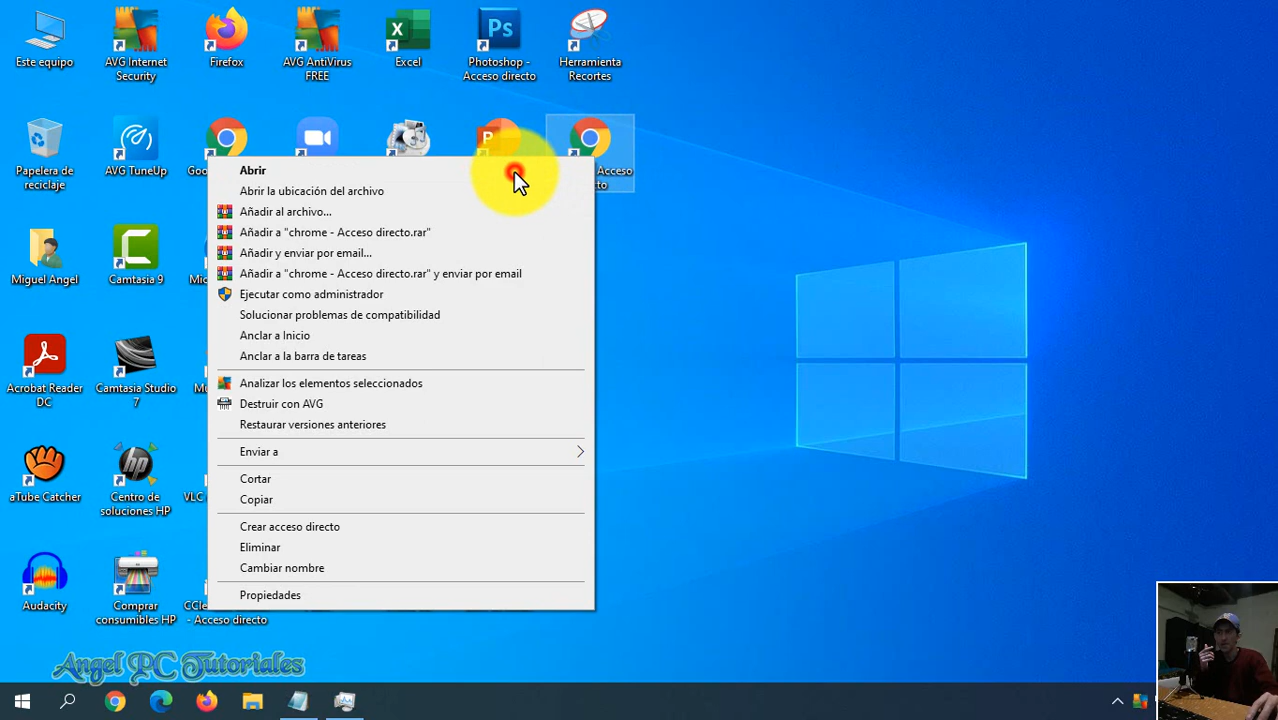 Este equipo
AVG Internet
Security
Firefox
AVG AntiVirus
FREE
Excel
Ps
Photoshop -
Acceso directo
Herramienta
Recortes
Papelera de
reciclaje
AVG TuneUp
P
Acceso
Abrir
Abrir la ubicación del archivo
Añadir al archivo...
Añadir a "chrome - Acceso directo.rar"
Añadir y enviar por email...
Añadir a "chrome - Acceso directo.rar" y enviar por email
Ejecutar como administrador
Solucionar problemas de compatibilidad
Anclar a Inicio
Anclar a la barra de tareas
Analizar los elementos seleccionados
Destruir con AVG
Restaurar versiones anteriores
Enviar a
Cortar
Copiar
Crear acceso directo
Eliminar
Cambiar nombre
Propiedades
Miguel Angel
Camtasia 9
Acrobat Reader
DC
Camtasia Studio
7
aTube Catcher
hp
Centro de
soluciones HP
VLC
Audacity
Comprar
consumibles HP
- Acceso directo
Angel PC Tutoriales